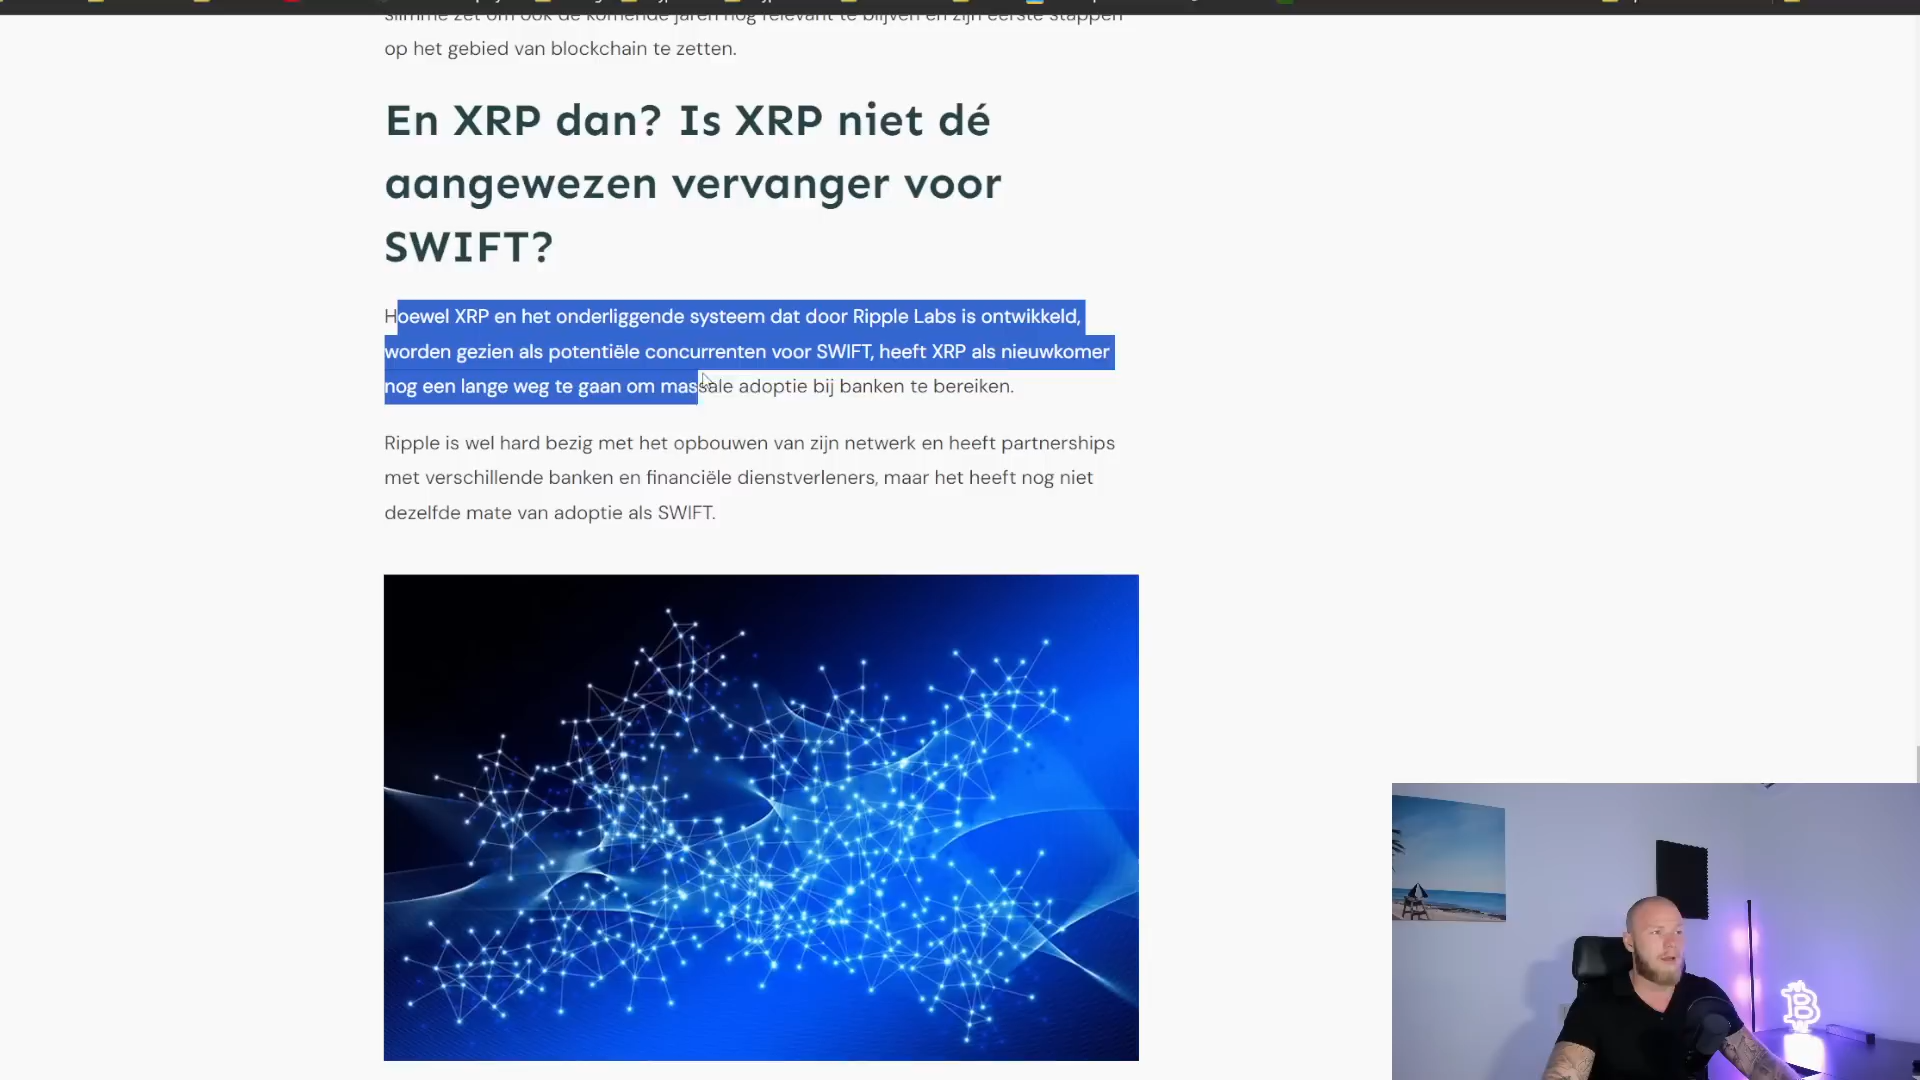 slimme zet om ook de komende jaren nog relevant te blijven en zijn eerste stappen
op het gebied van blockchain te zetten.
En XRP dan? Is XRP niet dé
aangewezen vervanger voor
SWIFT?
Hoewel XRP en het onderliggende systeem dat door Ripple Labs is ontwikkeld,
worden gezien als potentiële concurrenten voor SWIFT, heeft XRP als nieuwkomer
nog een lange weg te gaan om massale adoptie bij banken te bereiken.
Ripple is wel hard bezig met het opbouwen van zijn netwerk en heeft partnerships
met verschillende banken en financiële dienstverleners, maar het heeft nog niet
dezelfde mate van adoptie als SWIFT.